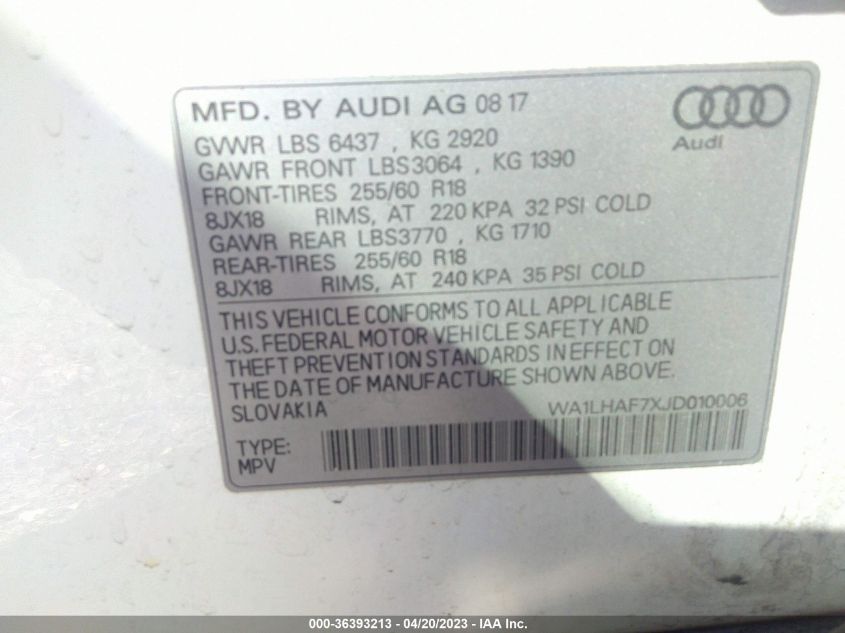 MFD. BY AUDI AG 08 17
Audi
GVWR LBS 6437 , KG 2920
GAWR FRONT LBS3064 , KG 1390
FRONT-TIRES 255/60 R18
8JX18 RIMS, AT 220 KPA 32 PSI COLD
GAWR REAR LBS3770 , KG 1710
REAR-TIRES 255/60 R18
8JX18 RIMS, AT 240 KPA 35 PSI COLD
THIS VEHICLE CONFORMS TO ALL APPLICABLE
U.S. FEDERAL MOTOR VEHICLE SAFETY AND
THEFT PREVENTION STANDARDS IN EFFECT ON
THE DATE OF MANUFACTURE SHOWN ABOVE.
SLOVAKIA WA1LHAF7XJD010006
TYPE:
MPV
000-36393213 - 04/20/2023 - IAA Inc.